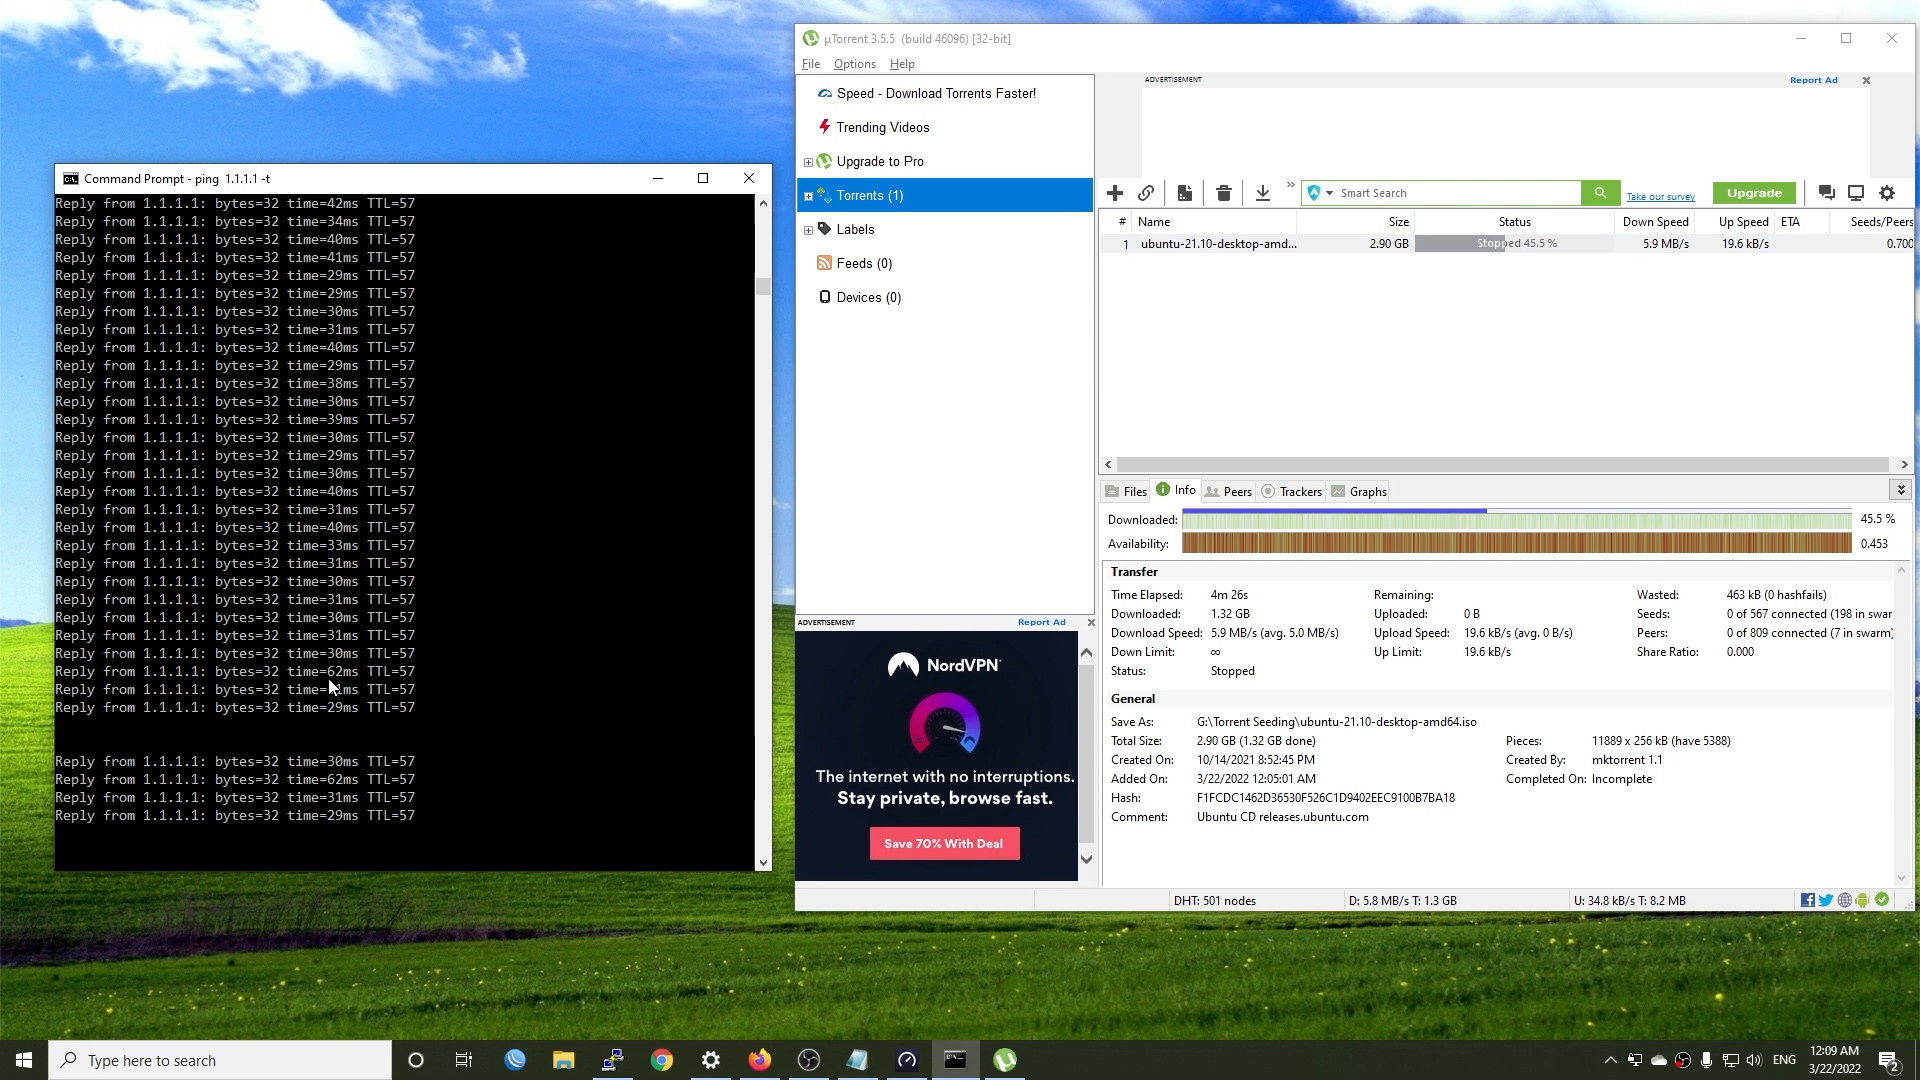 Command Prompt - ping  1.1.1.1 -t
Reply from 1.1.1.1: bytes=32 time=42ms TTL=57
Reply from 1.1.1.1: bytes=32 time=34ms TTL=57
Reply from 1.1.1.1: bytes=32 time=40ms TTL=57
Reply from 1.1.1.1: bytes=32 time=41ms TTL=57
Reply from 1.1.1.1: bytes=32 time=29ms TTL=57
Reply from 1.1.1.1: bytes=32 time=29ms TTL=57
Reply from 1.1.1.1: bytes=32 time=30ms TTL=57
Reply from 1.1.1.1: bytes=32 time=31ms TTL=57
Reply from 1.1.1.1: bytes=32 time=40ms TTL=57
Reply from 1.1.1.1: bytes=32 time=29ms TTL=57
Reply from 1.1.1.1: bytes=32 time=38ms TTL=57
Reply from 1.1.1.1: bytes=32 time=30ms TTL=57
Reply from 1.1.1.1: bytes=32 time=39ms TTL=57
Reply from 1.1.1.1: bytes=32 time=30ms TTL=57
Reply from 1.1.1.1: bytes=32 time=29ms TTL=57
Reply from 1.1.1.1: bytes=32 time=30ms TTL=57
Reply from 1.1.1.1: bytes=32 time=40ms TTL=57
Reply from 1.1.1.1: bytes=32 time=31ms TTL=57
Reply from 1.1.1.1: bytes=32 time=40ms TTL=57
Reply from 1.1.1.1: bytes=32 time=33ms TTL=57
Reply from 1.1.1.1: bytes=32 time=31ms TTL=57
Reply from 1.1.1.1: bytes=32 time=30ms TTL=57
Reply from 1.1.1.1: bytes=32 time=31ms TTL=57
Reply from 1.1.1.1: bytes=32 time=30ms TTL=57
Reply from 1.1.1.1: bytes=32 time=31ms TTL=57
Reply from 1.1.1.1: bytes=32 time=30ms TTL=57
Reply from 1.1.1.1: bytes=32 time=62ms TTL=57
Reply from 1.1.1.1: bytes=32 TTL=57
Reply from 1.1.1.1: bytes=32 time=29ms TTL=57
Reply from 1.1.1.1: bytes=32 time=30ms TTL=57
Reply from 1.1.1.1: bytes=32 time=62ms TTL=57
Reply from 1.1.1.1: bytes=32 time=31ms TTL=57
Reply from 1.1.1.1: bytes=32 time=29ms TTL=57
µTorrent 3.5.5  (build 46096) [32-bit]
File Options Help
Speed - Download Torrents Faster!
Trending Videos
Upgrade to Pro
Torrents (1)
Labels
Feeds (0)
Devices (0)
ADVERTISEMENT Report Ad
NordVPN
The internet with no interruptions.
Stay private, browse fast.
Save 70% With Deal
ADVERTISEMENT Report Ad
Smart Search Take our survey Upgrade
# Name Size Status Down Speed Up Speed ETA Seeds/Peers
1 ubuntu-21.10-desktop-amd... 2.90 GB Stopped 45.5 % 5.9 MB/s 19.6 kB/s 0.700
Files Info Peers Trackers Graphs
Downloaded: 45.5 %
Availability: 0.453
Transfer
Time Elapsed: 4m 26s Remaining: Wasted: 463 kB (0 hashfails)
Downloaded: 1.32 GB Uploaded: 0 B Seeds: 0 of 567 connected (198 in swar
Download Speed: 5.9 MB/s (avg. 5.0 MB/s) Upload Speed: 19.6 kB/s (avg. 0 B/s) Peers: 0 of 809 connected (7 in swarm)
Down Limit: ∞ Up Limit: 19.6 kB/s Share Ratio: 0.000
Status: Stopped
General
Save As: G:\Torrent Seeding\ubuntu-21.10-desktop-amd64.iso
Total Size: 2.90 GB (1.32 GB done) Pieces: 11889 x 256 kB (have 5388)
Created On: 10/14/2021 8:52:45 PM Created By: mktorrent 1.1
Added On: 3/22/2022 12:05:01 AM Completed On: Incomplete
Hash: F1FCDC1462D36530F526C1D9402EEC9100B7BA18
Comment: Ubuntu CD releases.ubuntu.com
DHT: 501 nodes D: 5.8 MB/s T: 1.3 GB U: 34.8 kB/s T: 8.2 MB
Type here to search
ENG
12:09 AM
3/22/2022
2